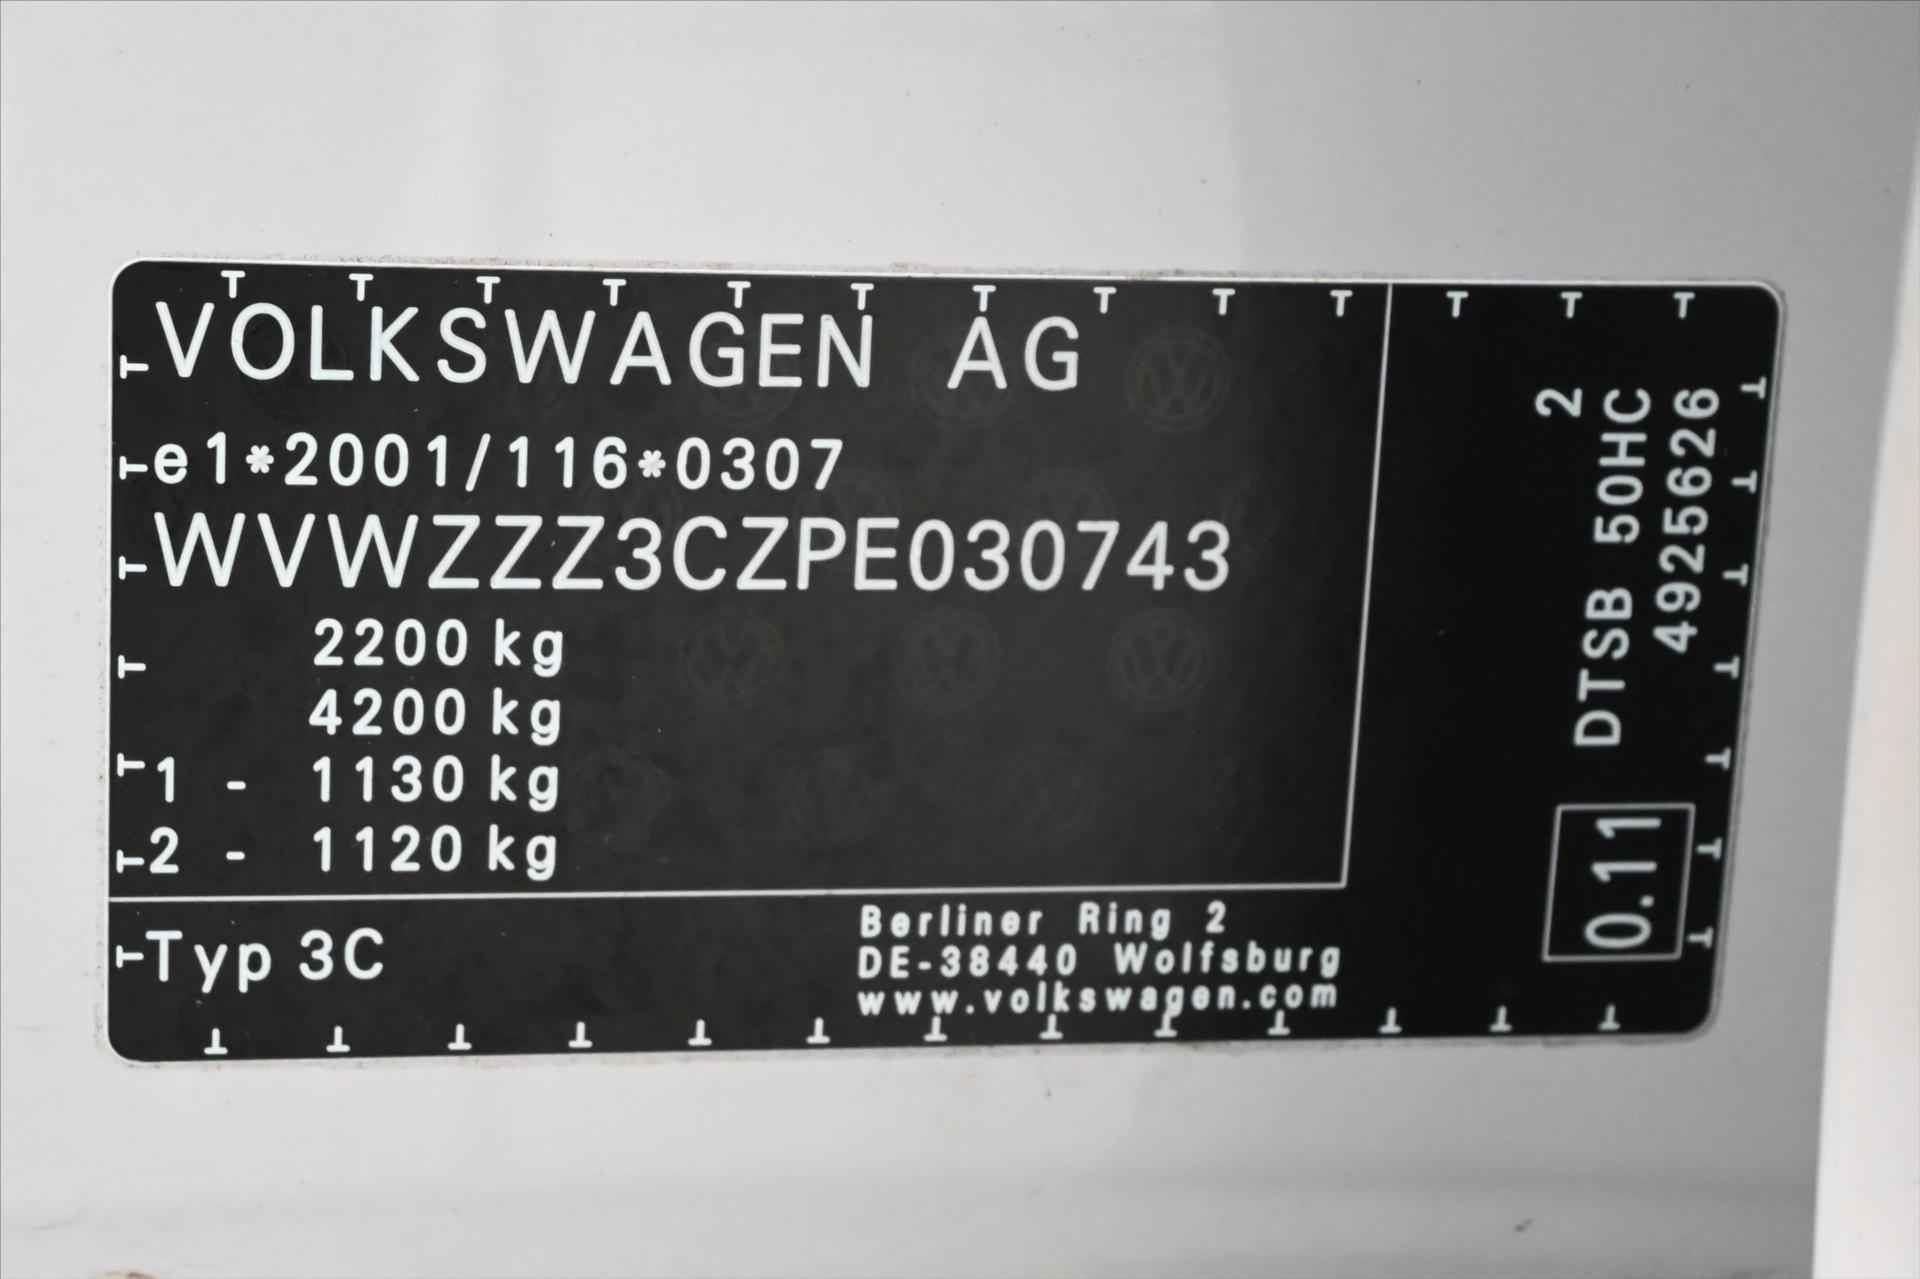 VOLKSWAGEN AG
e1*2001/116*0307
WVWZZZ3CZPE030743
2200 kg
4200 kg
1 - 1130 kg
2 - 1120 kg
Typ 3C
Berliner Ring 2
DE-38440 Wolfsburg
www.volkswagen.com
2
DTSB 50HC
4925626
0.11